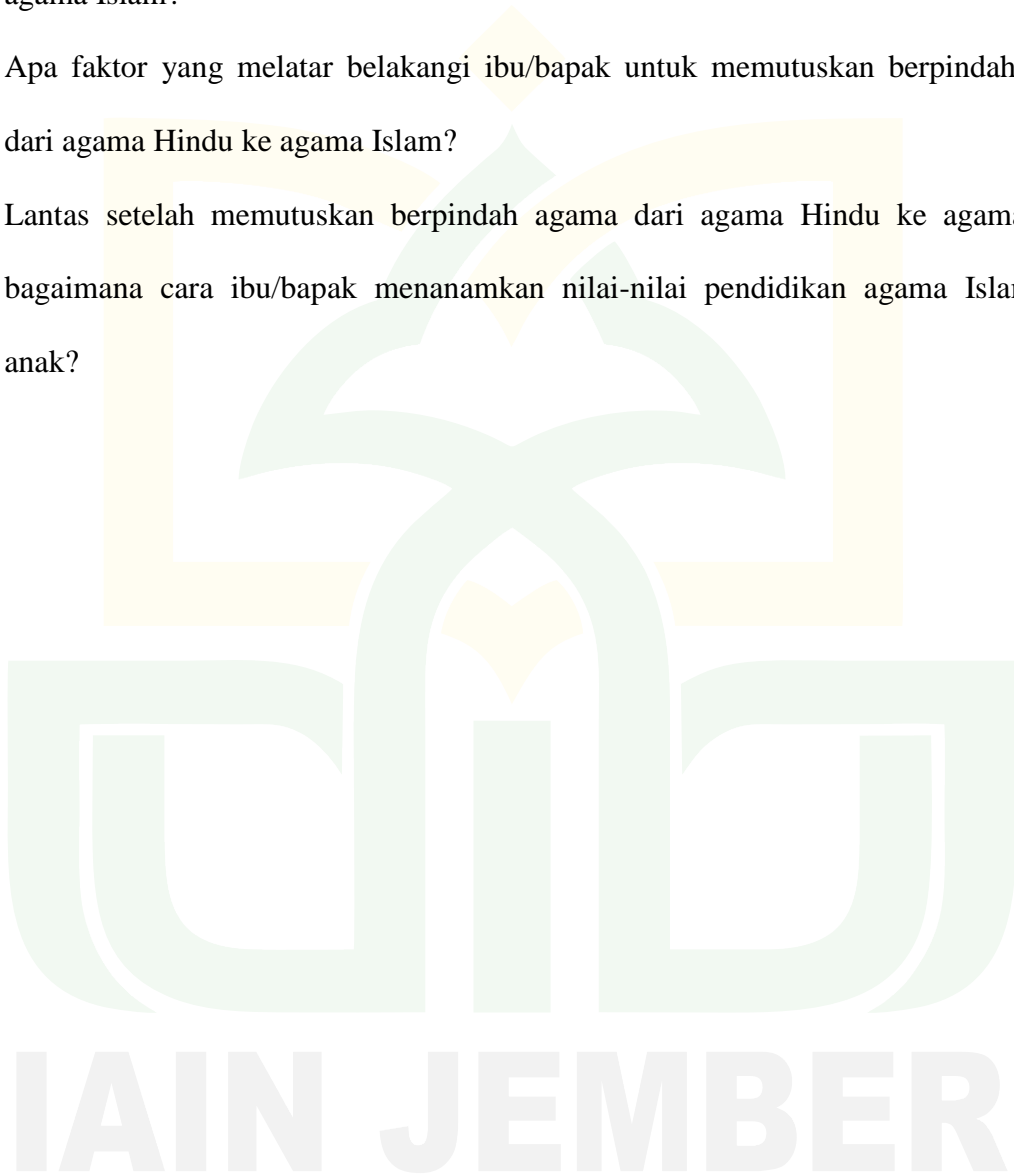 agama Islam?
Apa faktor yang melatar belakangi ibu/bapak untuk memutuskan berpindah
dari agama Hindu ke agama Islam?
Lantas setelah memutuskan berpindah agama dari agama Hindu ke agama
bagaimana cara ibu/bapak menanamkan nilai-nilai pendidikan agama
anak?
IAIN JEMBER